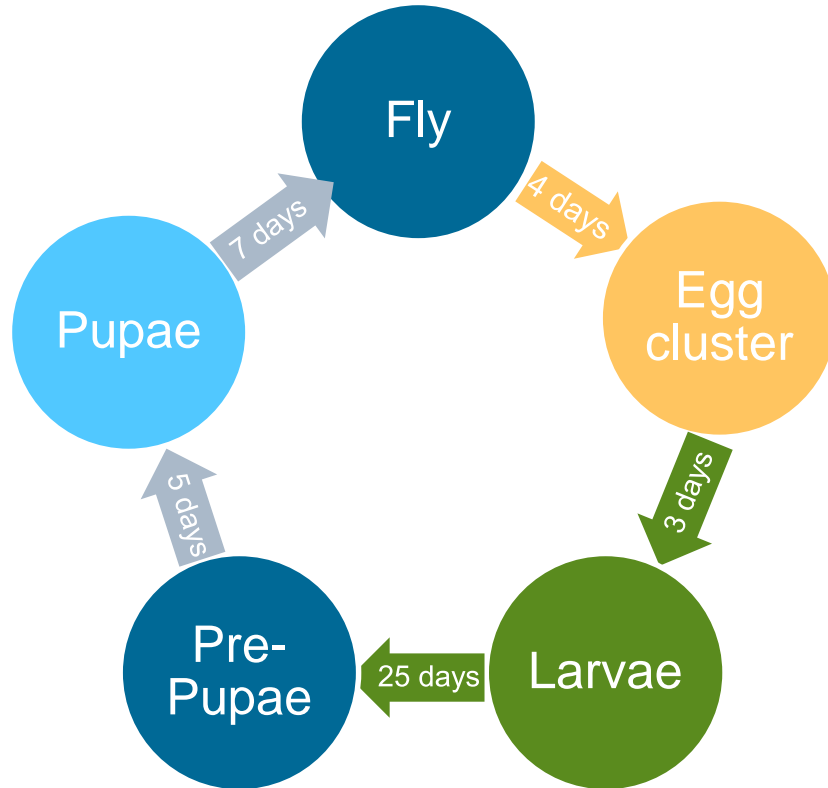 Fly
4 days
Egg
cluster
3 days
Larvae
25 days
Pre-
Pupae
5 days
Pupae
7 days